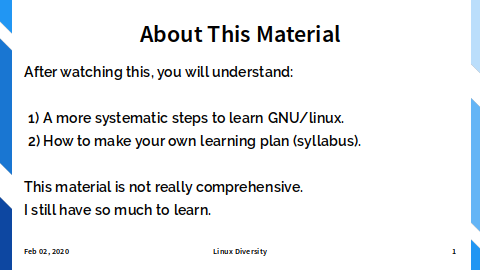 About This Material
After watching this, you will understand:
1) A more systematic steps to learn GNU/linux.
2) How to make your own learning plan (syllabus).
This material is not really comprehensive.
I still have so much to learn.
Feb 02, 2020 Linux Diversity 1